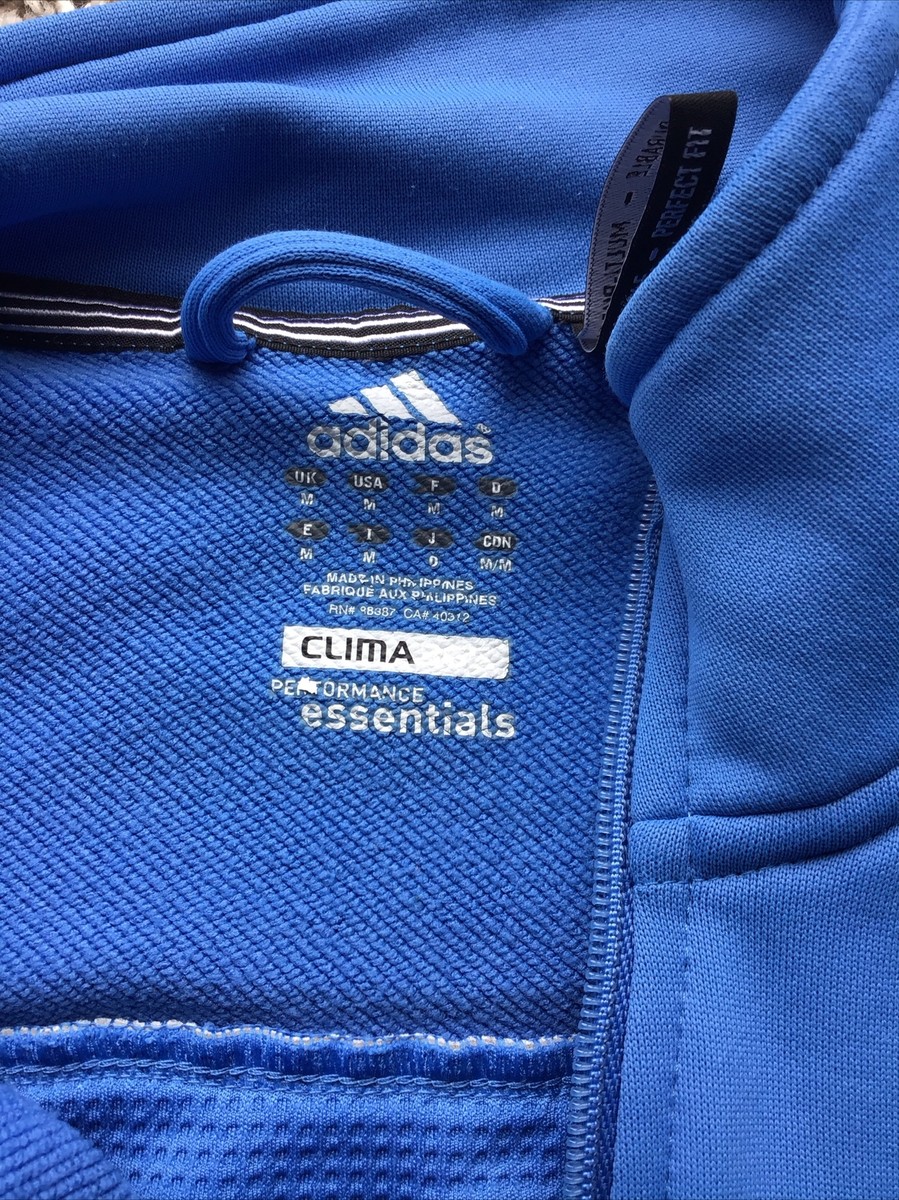 PERFECT FIT
DURABLE
adidas
UK USA F D
M M M M
E I J CDN
M M O M/M
MADE IN PHILIPPINES
FABRIQUE AUX PHILIPPINES
RN# 88387 CA# 40312
CLIMA
PERFORMANCE
essentials